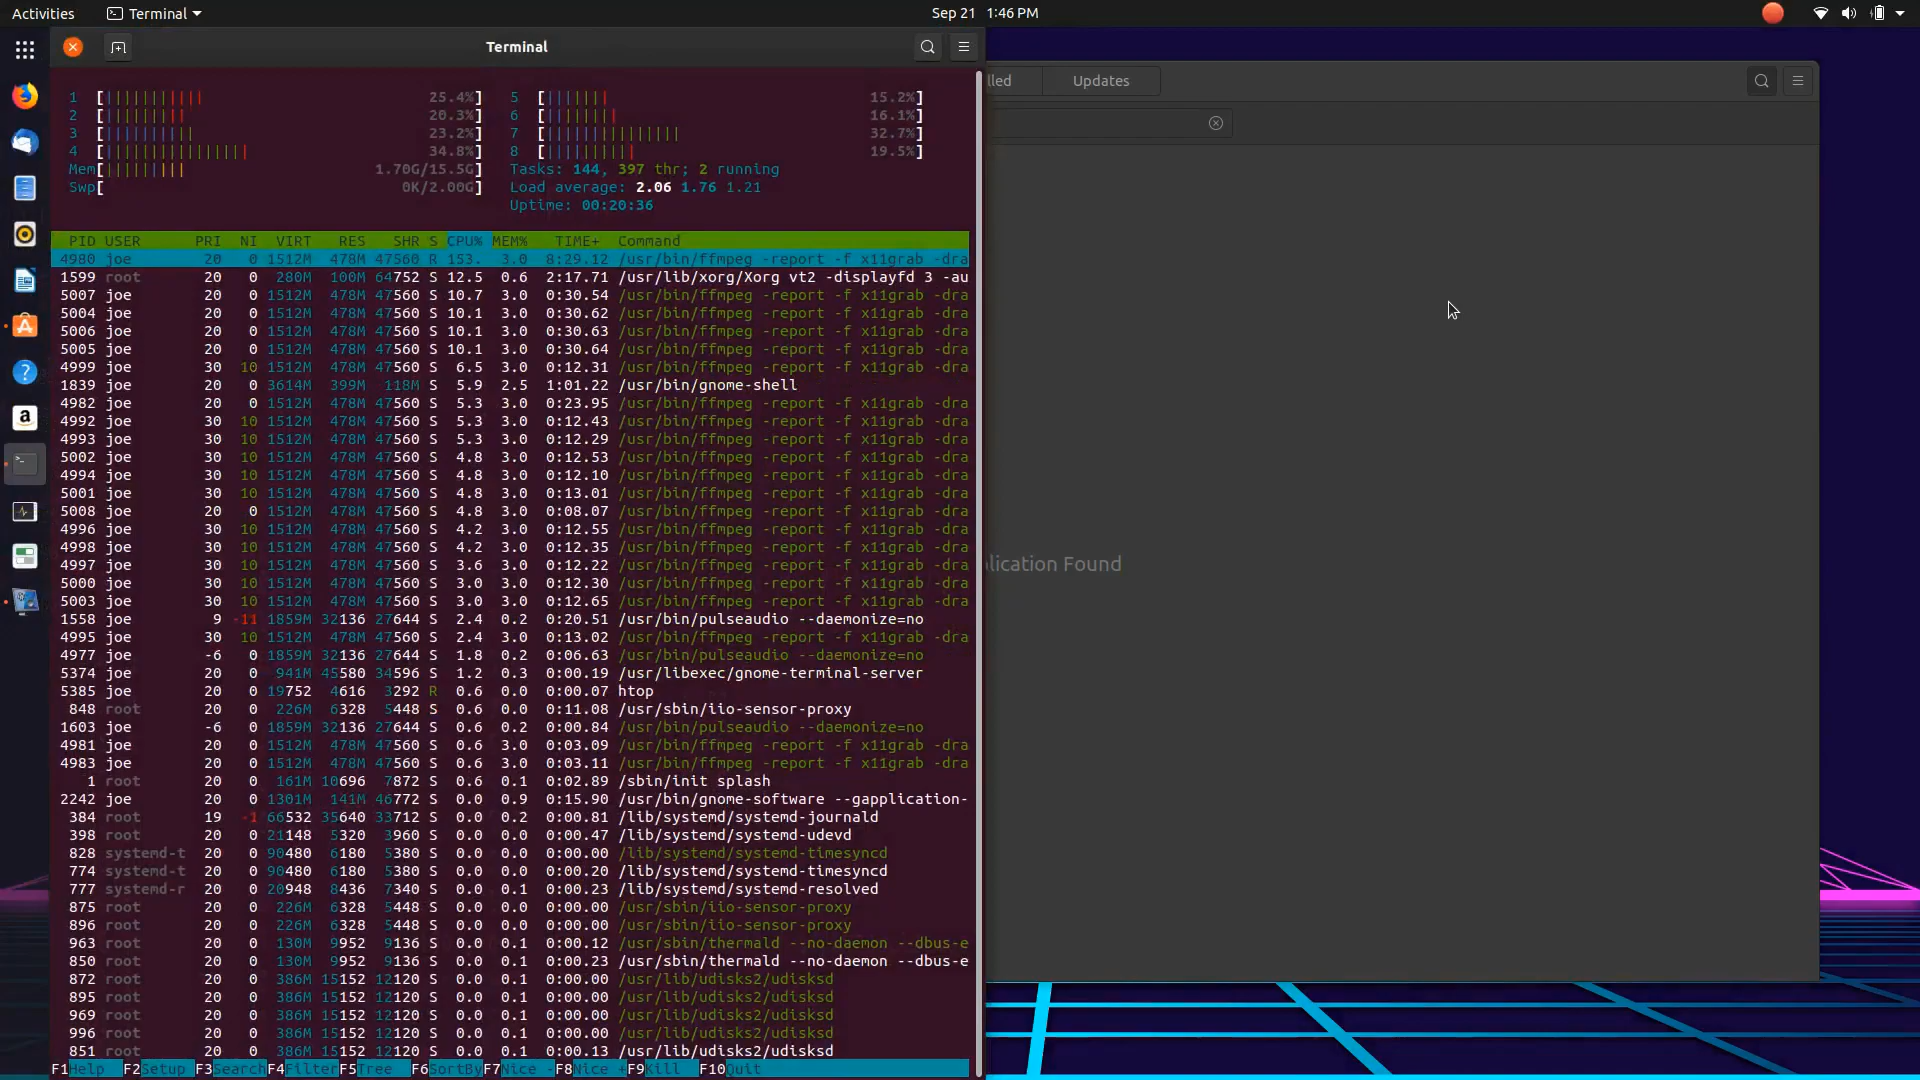 Activities Terminal Sep 21 1:46 PM
Terminal
lled Updates
1 [|||||||||||| 25.4%] 5 [||||||| 15.2%]
2 [|||||||||| 20.3%] 6 [|||||||| 16.1%]
3 [||||||||||| 23.2%] 7 [|||||||||||||||| 32.7%]
4 [||||||||||||||||| 34.8%] 8 [|||||||||| 19.5%]
Mem[|||||||||| 1.70G/15.5G] Tasks: 144, 397 thr; 2 running
Swp[ 0K/2.00G] Load average: 2.06 1.76 1.21
Uptime: 00:20:36
PID USER PRI NI VIRT RES SHR S CPU% MEM% TIME+ Command
4980 joe 20 0 1512M 478M 47560 R 153. 3.0 8:29.12 /usr/bin/ffmpeg -report -f x11grab -dra
1599 root 20 0 280M 100M 64752 S 12.5 0.6 2:17.71 /usr/lib/xorg/Xorg vt2 -displayfd 3 -au
5007 joe 20 0 1512M 478M 47560 S 10.7 3.0 0:30.54 /usr/bin/ffmpeg -report -f x11grab -dra
5004 joe 20 0 1512M 478M 47560 S 10.1 3.0 0:30.62 /usr/bin/ffmpeg -report -f x11grab -dra
5006 joe 20 0 1512M 478M 47560 S 10.1 3.0 0:30.63 /usr/bin/ffmpeg -report -f x11grab -dra
5005 joe 20 0 1512M 478M 47560 S 10.1 3.0 0:30.64 /usr/bin/ffmpeg -report -f x11grab -dra
4999 joe 30 10 1512M 478M 47560 S 6.5 3.0 0:12.31 /usr/bin/ffmpeg -report -f x11grab -dra
1839 joe 20 0 3614M 399M 118M S 5.9 2.5 1:01.22 /usr/bin/gnome-shell
4982 joe 20 0 1512M 478M 47560 S 5.3 3.0 0:23.95 /usr/bin/ffmpeg -report -f x11grab -dra
4992 joe 30 10 1512M 478M 47560 S 5.3 3.0 0:12.43 /usr/bin/ffmpeg -report -f x11grab -dra
4993 joe 30 10 1512M 478M 47560 S 5.3 3.0 0:12.29 /usr/bin/ffmpeg -report -f x11grab -dra
5002 joe 30 10 1512M 478M 47560 S 4.8 3.0 0:12.53 /usr/bin/ffmpeg -report -f x11grab -dra
4994 joe 30 10 1512M 478M 47560 S 4.8 3.0 0:12.10 /usr/bin/ffmpeg -report -f x11grab -dra
5001 joe 30 10 1512M 478M 47560 S 4.8 3.0 0:13.01 /usr/bin/ffmpeg -report -f x11grab -dra
5008 joe 20 0 1512M 478M 47560 S 4.8 3.0 0:08.07 /usr/bin/ffmpeg -report -f x11grab -dra
4996 joe 30 10 1512M 478M 47560 S 4.2 3.0 0:12.55 /usr/bin/ffmpeg -report -f x11grab -dra
4998 joe 30 10 1512M 478M 47560 S 4.2 3.0 0:12.35 /usr/bin/ffmpeg -report -f x11grab -dra
4997 joe 30 10 1512M 478M 47560 S 3.6 3.0 0:12.22 /usr/bin/ffmpeg -report -f x11grab -dra
5000 joe 30 10 1512M 478M 47560 S 3.0 3.0 0:12.30 /usr/bin/ffmpeg -report -f x11grab -dra
5003 joe 30 10 1512M 478M 47560 S 3.0 3.0 0:12.65 /usr/bin/ffmpeg -report -f x11grab -dra
1558 joe 9 -11 1859M 32136 27644 S 2.4 0.2 0:20.51 /usr/bin/pulseaudio --daemonize=no
4995 joe 30 10 1512M 478M 47560 S 2.4 3.0 0:13.02 /usr/bin/ffmpeg -report -f x11grab -dra
4977 joe -6 0 1859M 32136 27644 S 1.8 0.2 0:06.63 /usr/bin/pulseaudio --daemonize=no
5374 joe 20 0 941M 45580 34596 S 1.2 0.3 0:00.19 /usr/libexec/gnome-terminal-server
5385 joe 20 0 19752 4616 3292 R 0.6 0.0 0:00.07 htop
848 root 20 0 226M 6328 5448 S 0.6 0.0 0:11.08 /usr/sbin/iio-sensor-proxy
1603 joe -6 0 1859M 32136 27644 S 0.6 0.2 0:00.84 /usr/bin/pulseaudio --daemonize=no
4981 joe 20 0 1512M 478M 47560 S 0.6 3.0 0:03.09 /usr/bin/ffmpeg -report -f x11grab -dra
4983 joe 20 0 1512M 478M 47560 S 0.6 3.0 0:03.11 /usr/bin/ffmpeg -report -f x11grab -dra
1 root 20 0 161M 10696 7872 S 0.6 0.1 0:02.89 /sbin/init splash
2242 joe 20 0 1301M 141M 46772 S 0.0 0.9 0:15.90 /usr/bin/gnome-software --gapplication-
384 root 19 -1 66532 35640 33712 S 0.0 0.2 0:00.81 /lib/systemd/systemd-journald
398 root 20 0 21148 5320 3960 S 0.0 0.0 0:00.47 /lib/systemd/systemd-udevd
828 systemd-t 20 0 90480 6180 5380 S 0.0 0.0 0:00.00 /lib/systemd/systemd-timesyncd
774 systemd-t 20 0 90480 6180 5380 S 0.0 0.0 0:00.20 /lib/systemd/systemd-timesyncd
777 systemd-r 20 0 20948 8436 7340 S 0.0 0.1 0:00.23 /lib/systemd/systemd-resolved
875 root 20 0 226M 6328 5448 S 0.0 0.0 0:00.00 /usr/sbin/iio-sensor-proxy
896 root 20 0 226M 6328 5448 S 0.0 0.0 0:00.00 /usr/sbin/iio-sensor-proxy
963 root 20 0 130M 9952 9136 S 0.0 0.1 0:00.12 /usr/sbin/thermald --no-daemon --dbus-e
850 root 20 0 130M 9952 9136 S 0.0 0.1 0:00.23 /usr/sbin/thermald --no-daemon --dbus-e
872 root 20 0 386M 15152 12120 S 0.0 0.1 0:00.00 /usr/lib/udisks2/udisksd
895 root 20 0 386M 15152 12120 S 0.0 0.1 0:00.00 /usr/lib/udisks2/udisksd
969 root 20 0 386M 15152 12120 S 0.0 0.1 0:00.00 /usr/lib/udisks2/udisksd
996 root 20 0 386M 15152 12120 S 0.0 0.1 0:00.00 /usr/lib/udisks2/udisksd
851 root 20 0 386M 15152 12120 S 0.0 0.1 0:00.13 /usr/lib/udisks2/udisksd
F1Help F2Setup F3SearchF4FilterF5Tree F6SortByF7Nice -F8Nice +F9Kill F10Quit
lication Found